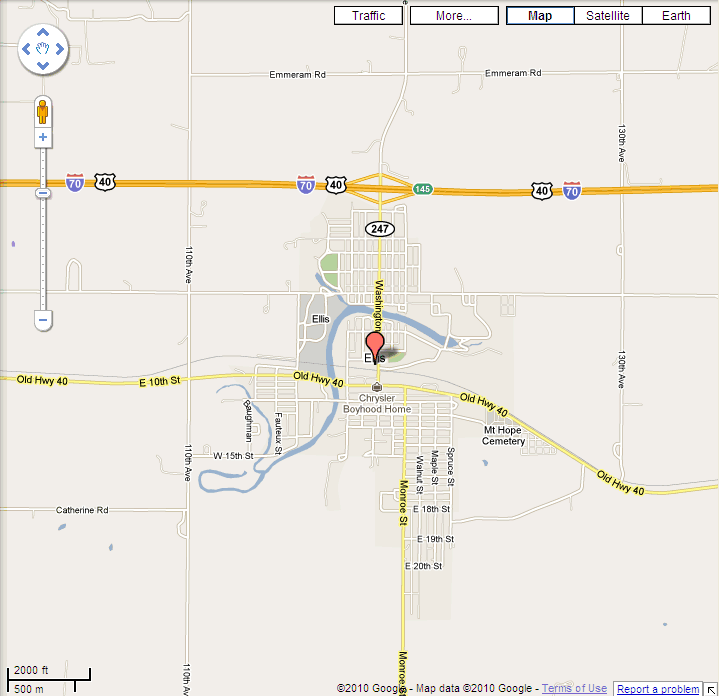 Traffic
More...
Map
Satellite
Earth
Emmeram Rd
Emmeram Rd
130th Ave
70
40
70
40
145
40
70
247
110th Ave
Washington
Ellis
Ellis
130th Ave
Old Hwy 40
E 10th St
Old Hwy 40
Chrysler
Boyhood Home
Old Hwy 40
Baughman
Fauteux St
Mt Hope
Cemetery
W 15th St
110th Ave
Walnut St
Maple St
Spruce St
Old Hwy 40
Monroe St
Catherine Rd
E 18th St
E 19th St
E 20th St
110th Ave
Monroe St
2000 ft
500 m
©2010 Google - Map data ©2010 Google - Terms of Use
Report a problem